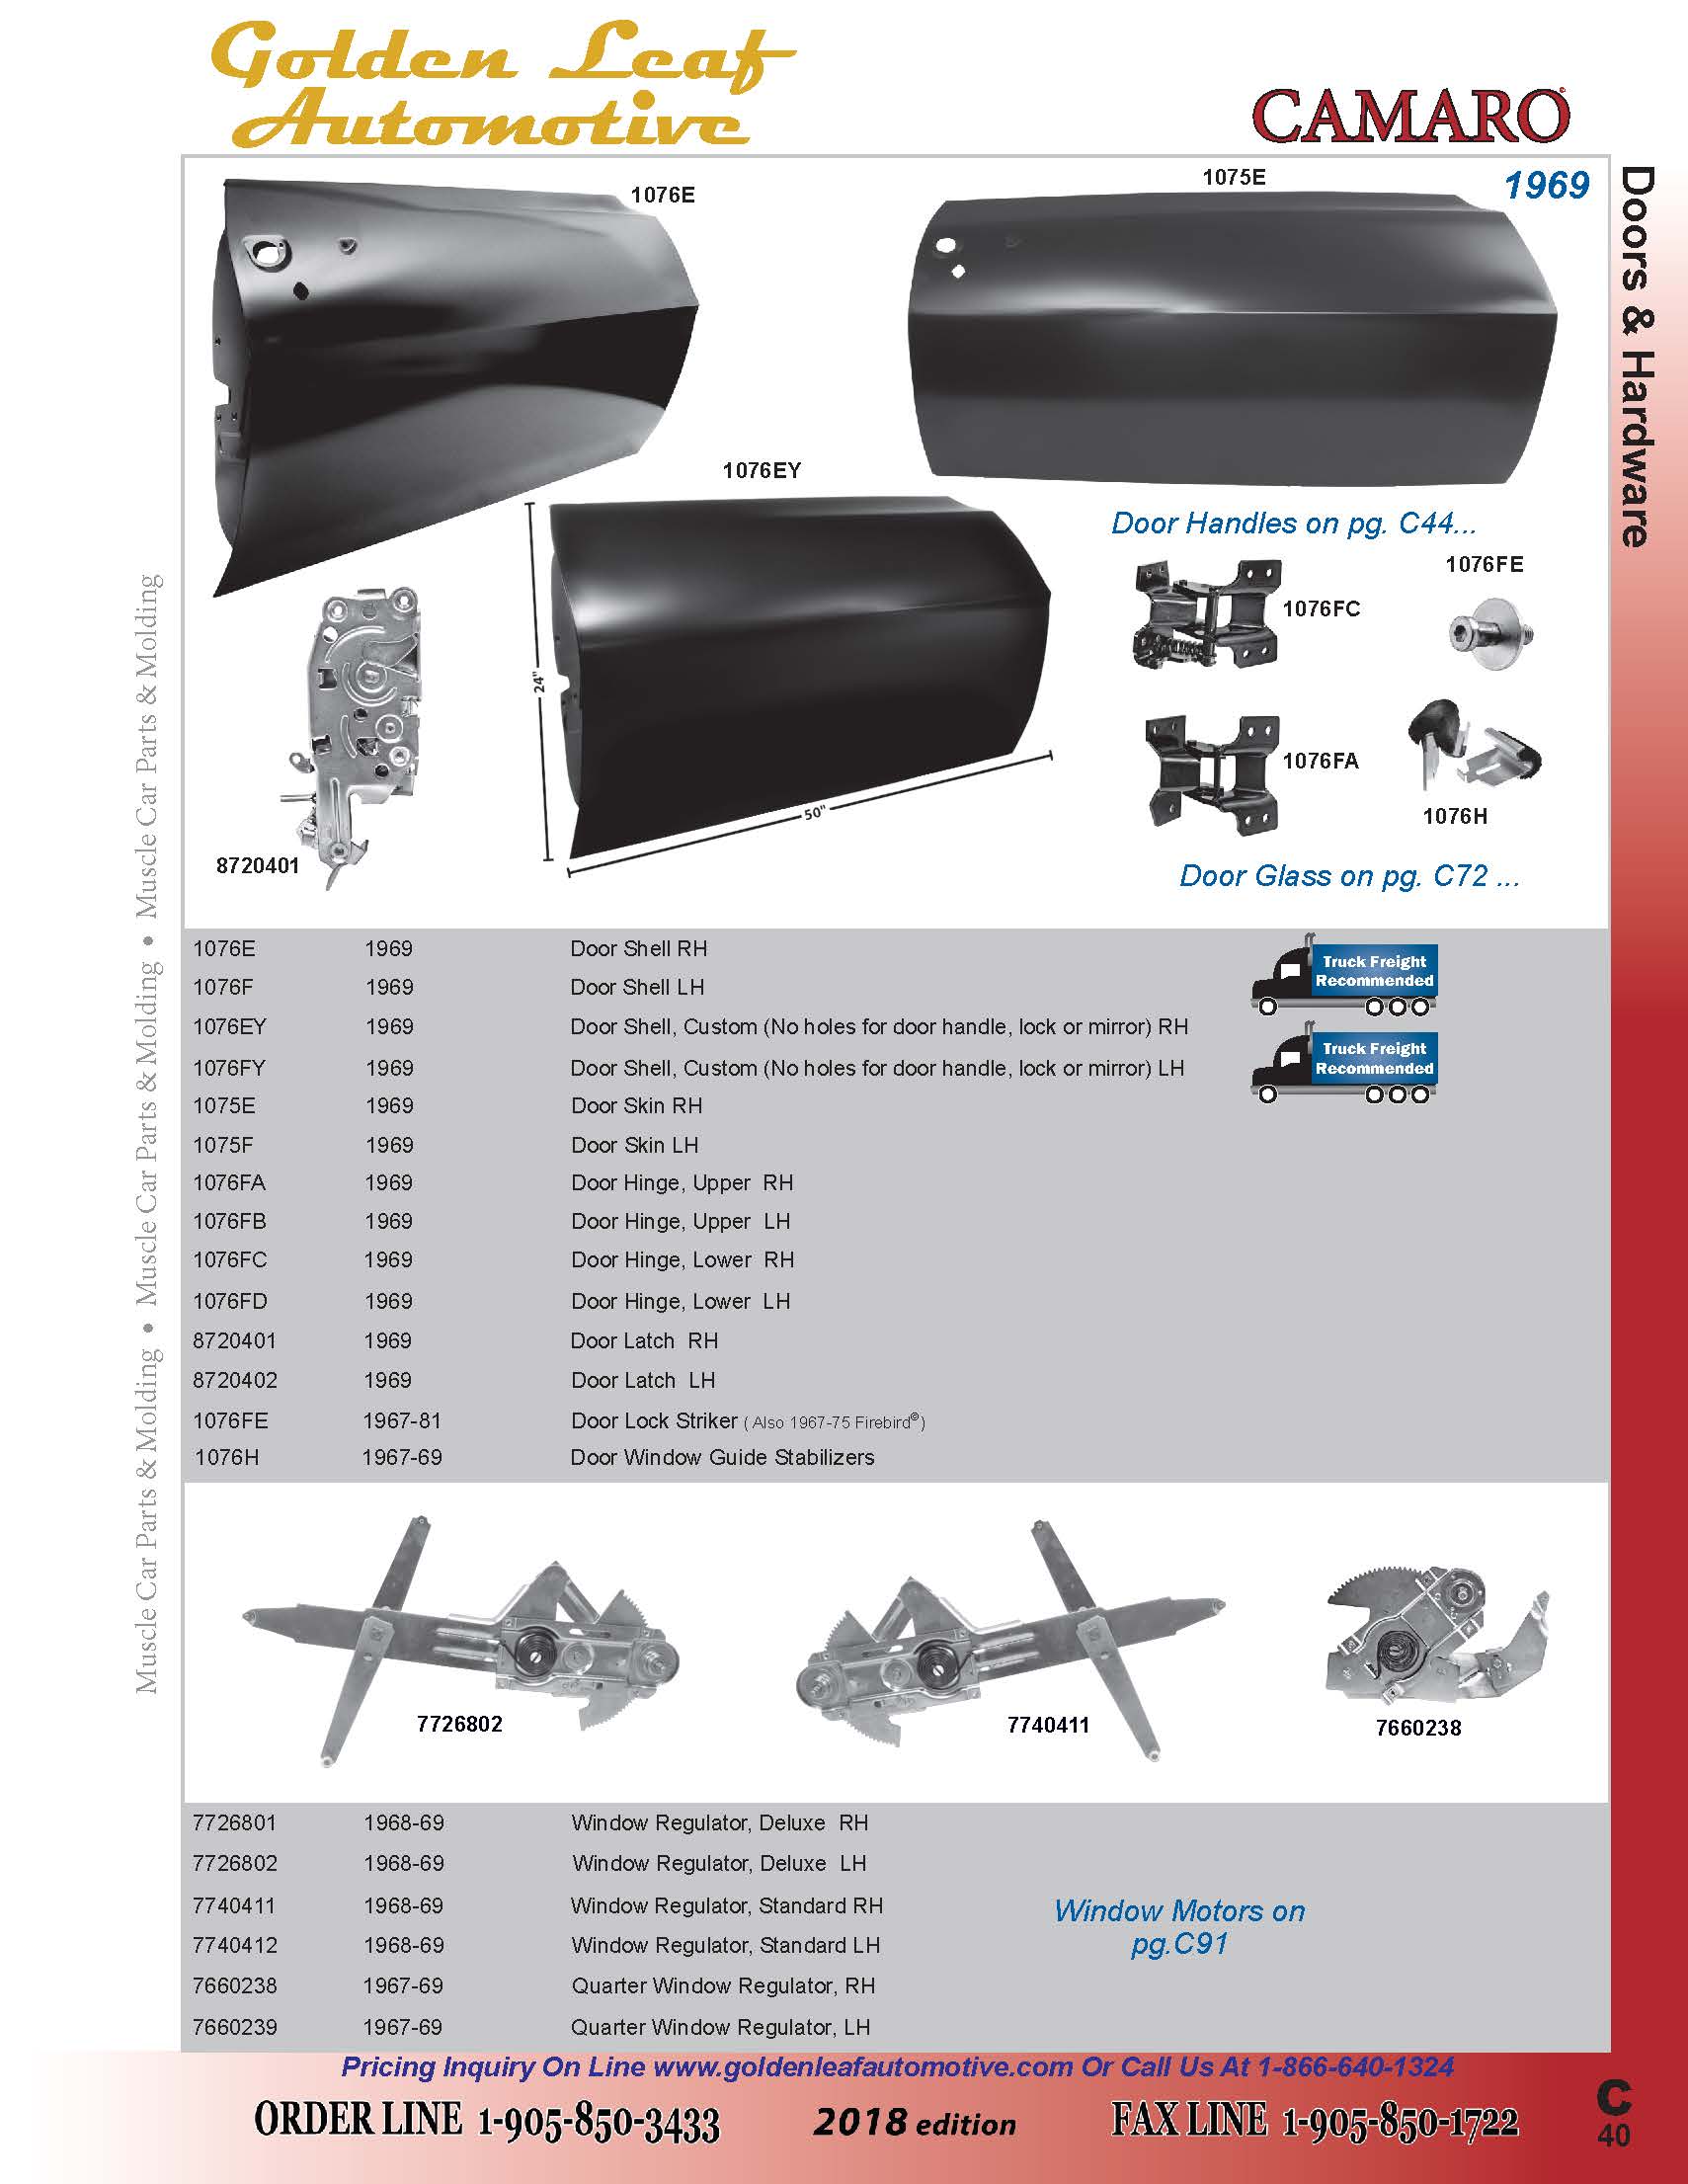 Golden Leaf
Automotive
CAMARO®
1969
Doors & Hardware
1076E
1075E
1076EY
24"
50"
8720401
Door Handles on pg. C44...
1076FE
1076FC
1076FA
1076H
Door Glass on pg. C72 ...
Muscle Car Parts & Molding • Muscle Car Parts & Molding • Muscle Car Parts & Molding
1076E 1969 Door Shell RH
1076F 1969 Door Shell LH
1076EY 1969 Door Shell, Custom (No holes for door handle, lock or mirror) RH
1076FY 1969 Door Shell, Custom (No holes for door handle, lock or mirror) LH
1075E 1969 Door Skin RH
1075F 1969 Door Skin LH
1076FA 1969 Door Hinge, Upper RH
1076FB 1969 Door Hinge, Upper LH
1076FC 1969 Door Hinge, Lower RH
1076FD 1969 Door Hinge, Lower LH
8720401 1969 Door Latch RH
8720402 1969 Door Latch LH
1076FE 1967-81 Door Lock Striker ( Also 1967-75 Firebird®)
1076H 1967-69 Door Window Guide Stabilizers
Truck Freight
Recommended
Truck Freight
Recommended
7726802
7740411
7660238
7726801 1968-69 Window Regulator, Deluxe RH
7726802 1968-69 Window Regulator, Deluxe LH
7740411 1968-69 Window Regulator, Standard RH
7740412 1968-69 Window Regulator, Standard LH
7660238 1967-69 Quarter Window Regulator, RH
7660239 1967-69 Quarter Window Regulator, LH
Window Motors on
pg.C91
Pricing Inquiry On Line www.goldenleafautomotive.com Or Call Us At 1-866-640-1324
ORDER LINE 1-905-850-3433 2018 edition FAX LINE 1-905-850-1722
C
40